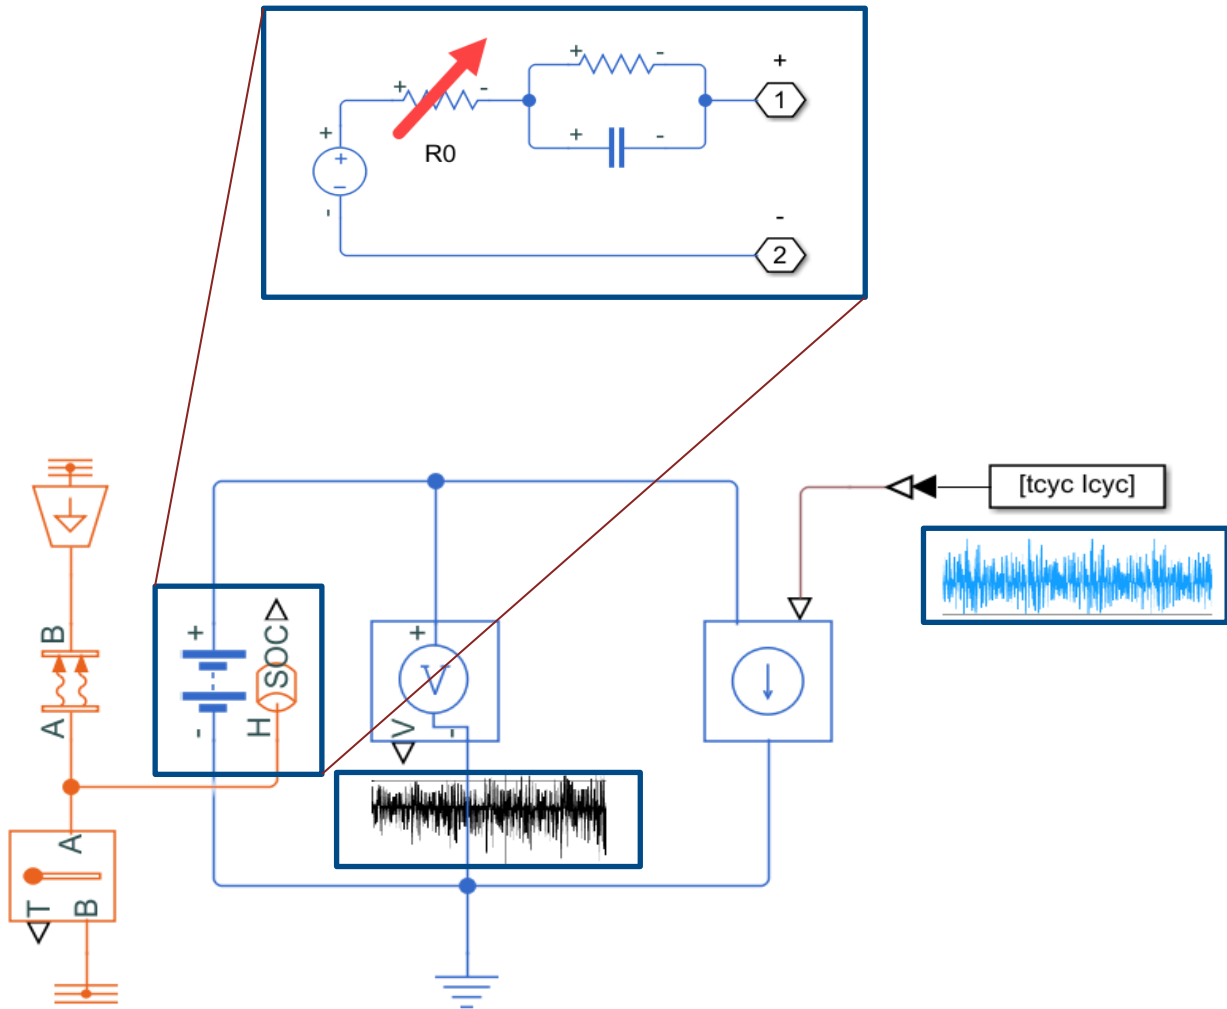 + -
+
+ -
1
R0
+
+
-
-
+ -
-
2
[tcyc Icyc]
B
A
+
-
SOC
H
+
V
V
-
A
T
B